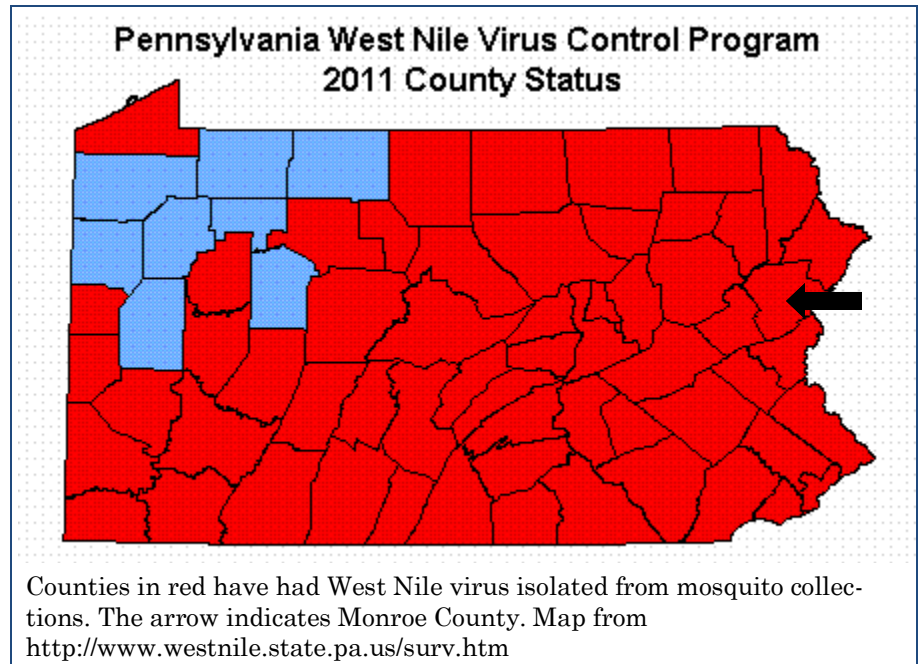 Pennsylvania West Nile Virus Control Program
2011 County Status
Counties in red have had West Nile virus isolated from mosquito collec-
tions. The arrow indicates Monroe County. Map from
http://www.westnile.state.pa.us/surv.htm